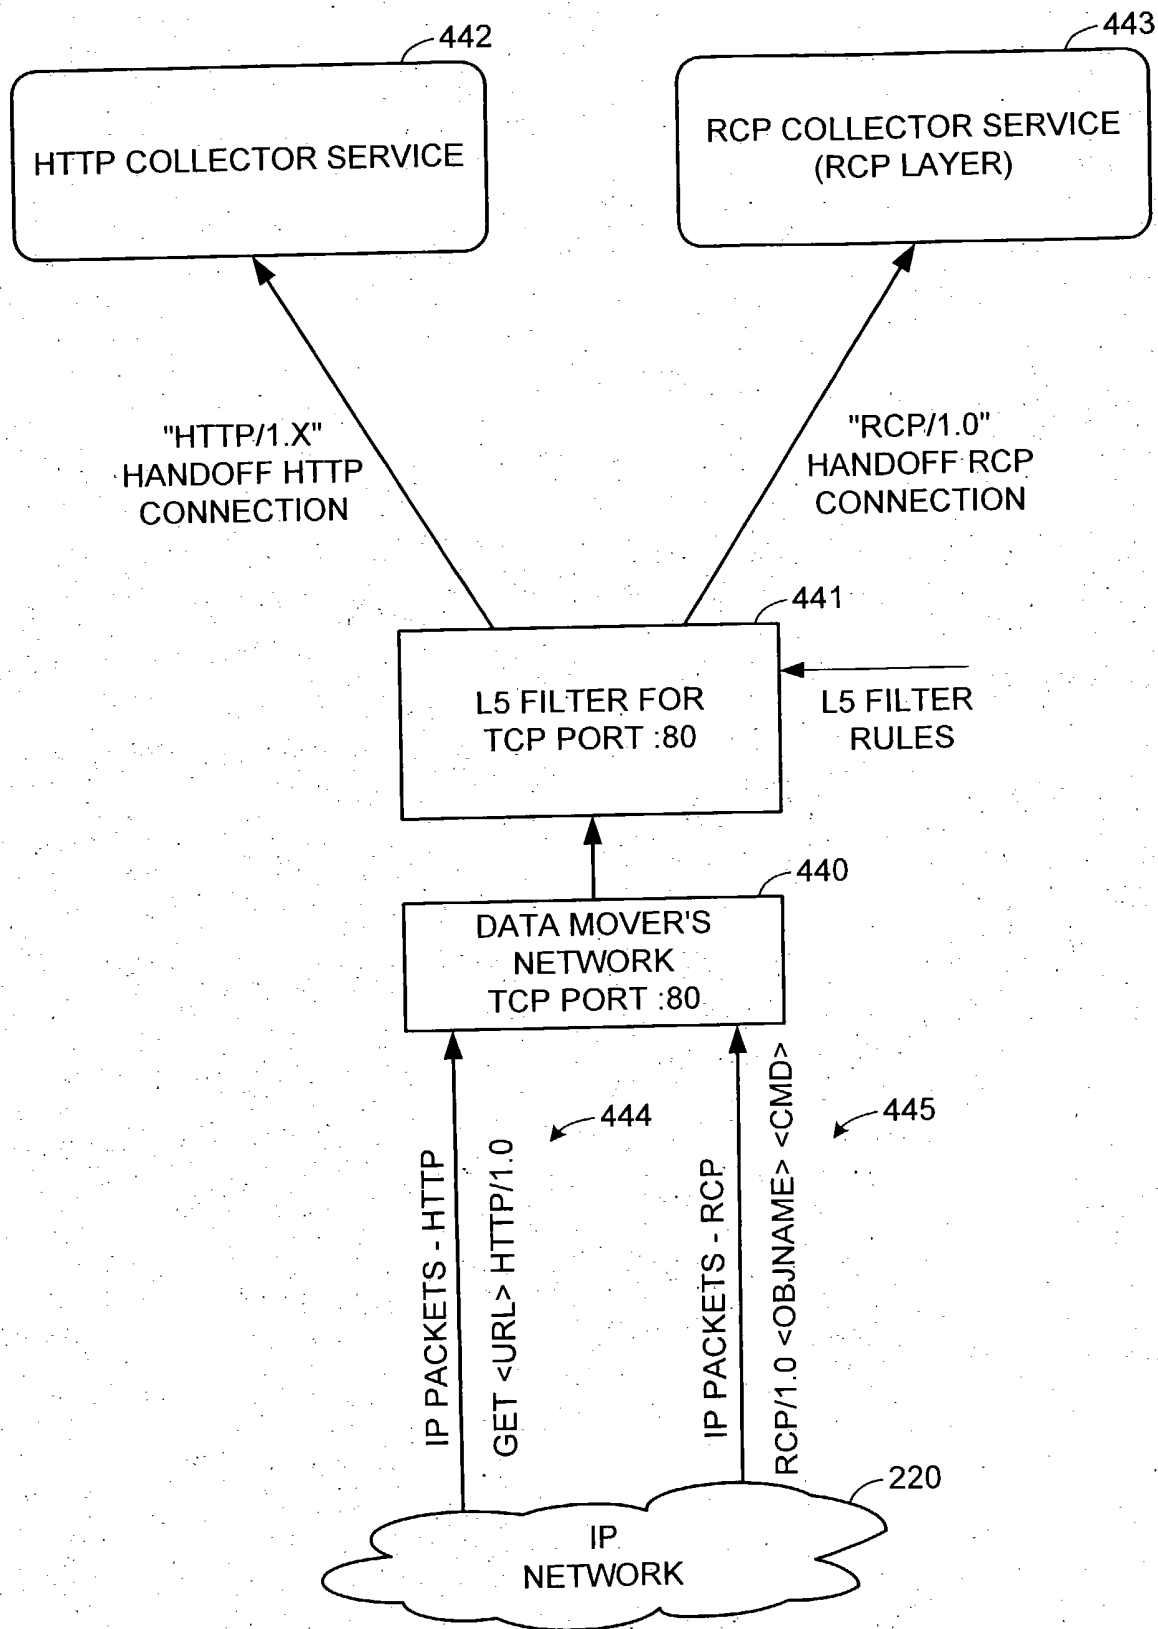 442
443
HTTP COLLECTOR SERVICE
RCP COLLECTOR SERVICE
(RCP LAYER)
"HTTP/1.X"
HANDOFF HTTP
CONNECTION
"RCP/1.0"
HANDOFF RCP
CONNECTION
441
L5 FILTER FOR
TCP PORT :80
L5 FILTER
RULES
440
DATA MOVER'S
NETWORK
TCP PORT :80
444
445
IP PACKETS - HTTP
GET <URL> HTTP/1.0
IP PACKETS - RCP
RCP/1.0 <OBJNAME> <CMD>
220
IP
NETWORK